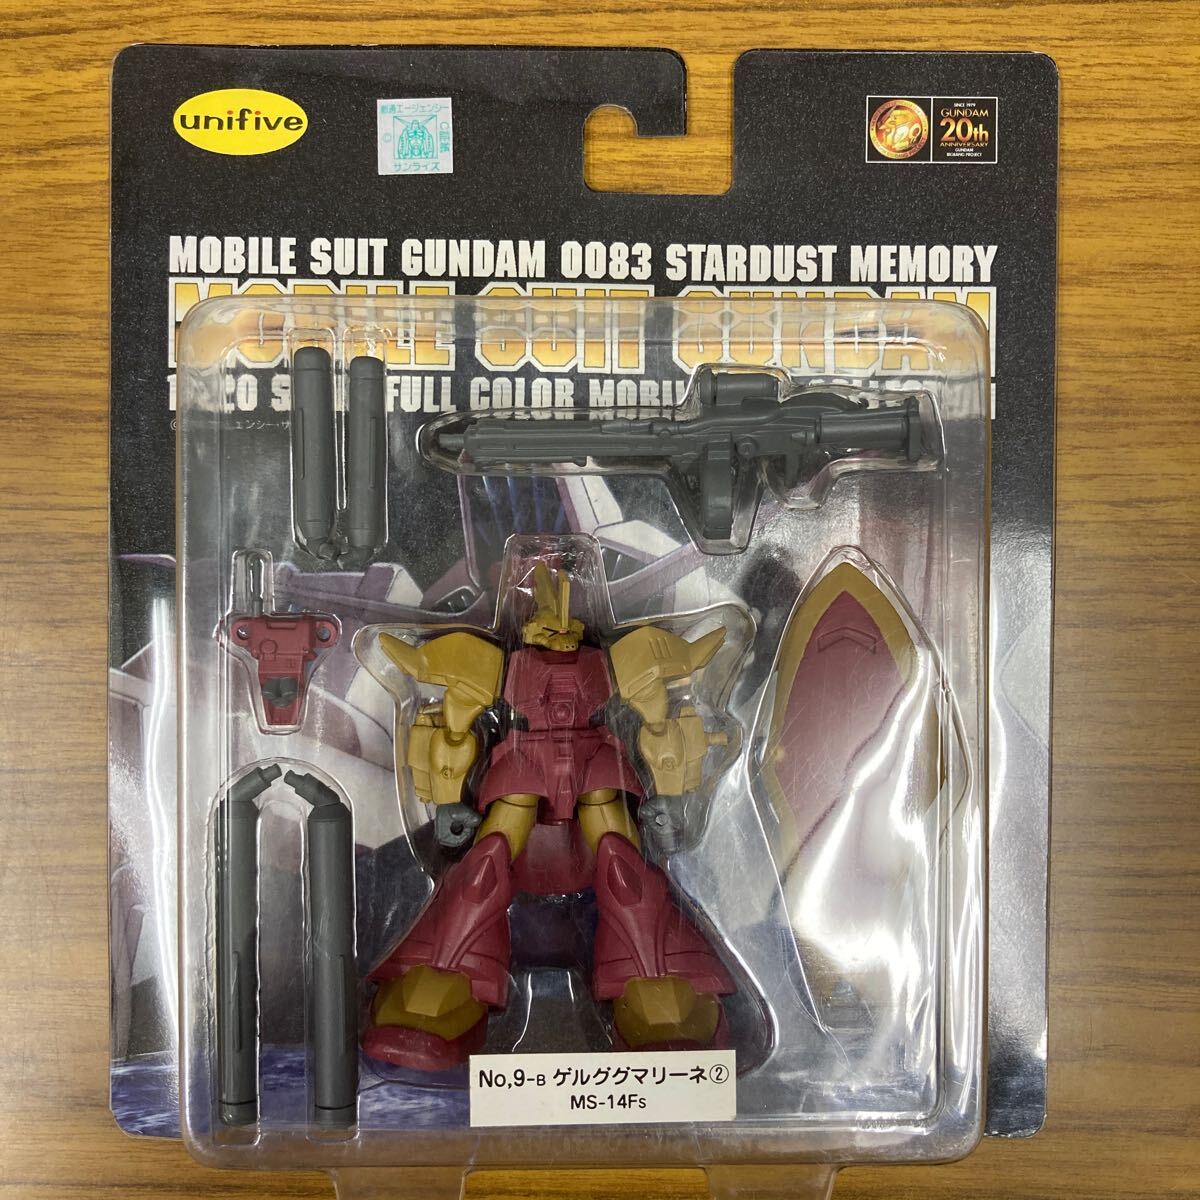 unifive
創通エージェンシー
サンライズ
SINCE 1979
GUNDAM
20th
ANNIVERSARY
GUNDAM
BIGBANG PROJECT
MOBILE SUIT GUNDAM 0083 STARDUST MEMORY
MOBILE SUIT GUNDAM
FULL COLOR
No,9-B ゲルググマリーネ②
MS-14Fs